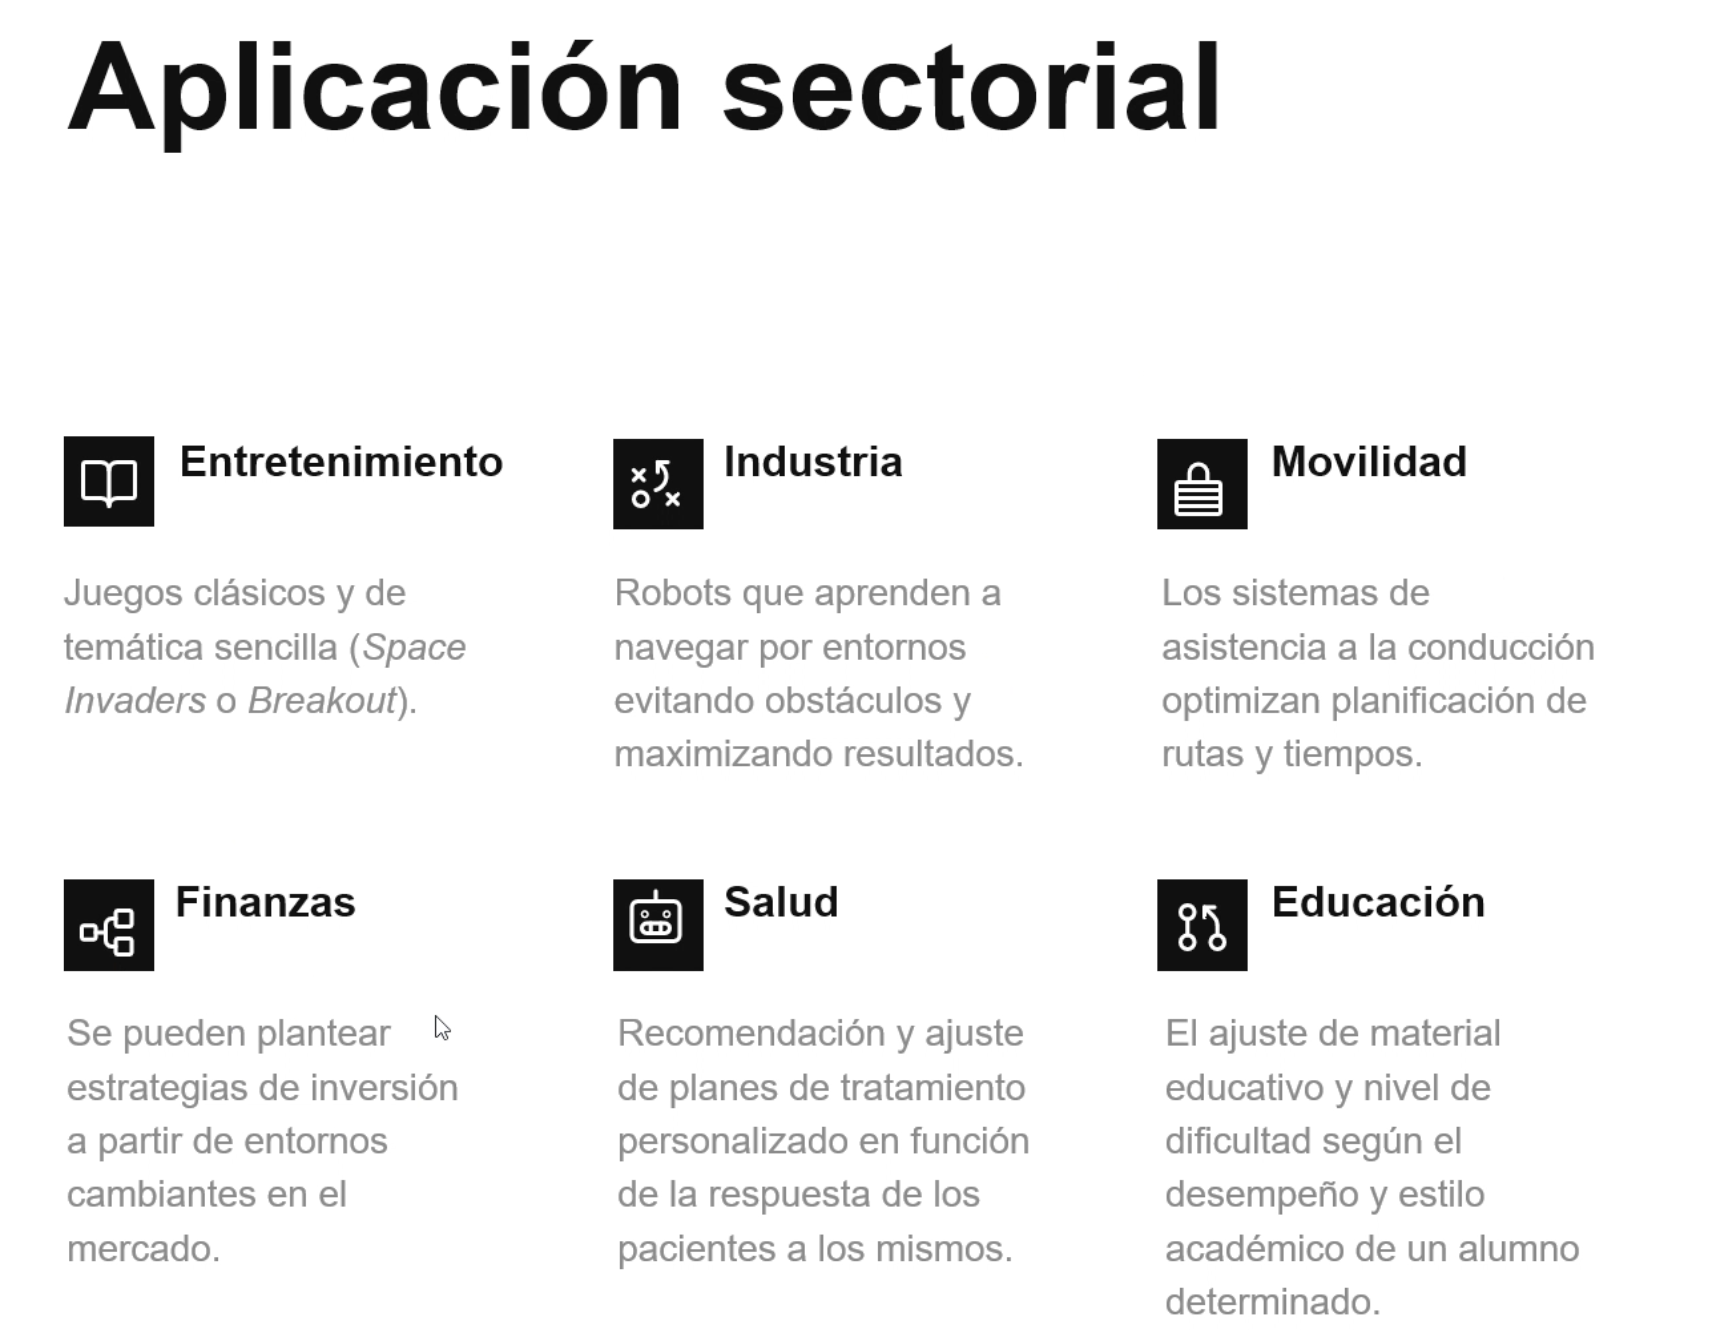 Aplicación sectorial
Entretenimiento
Juegos clásicos y de
temática sencilla (Space
Invaders o Breakout).
Industria
Robots que aprenden a
navegar por entornos
evitando obstáculos y
maximizando resultados.
Movilidad
Los sistemas de
asistencia a la conducción
optimizan planificación de
rutas y tiempos.
Finanzas
Se pueden plantear
estrategias de inversión
a partir de entornos
cambiantes en el
mercado.
Salud
Recomendación y ajuste
de planes de tratamiento
personalizado en función
de la respuesta de los
pacientes a los mismos.
Educación
El ajuste de material
educativo y nivel de
dificultad según el
desempeño y estilo
académico de un alumno
determinado.